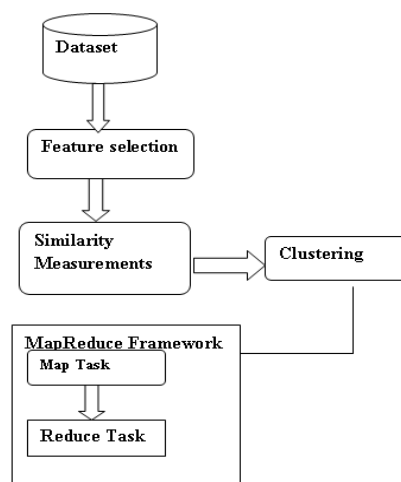 Dataset
Feature selection
Similarity
Measurements
Clustering
MapReduce Framework
Map Task
Reduce Task